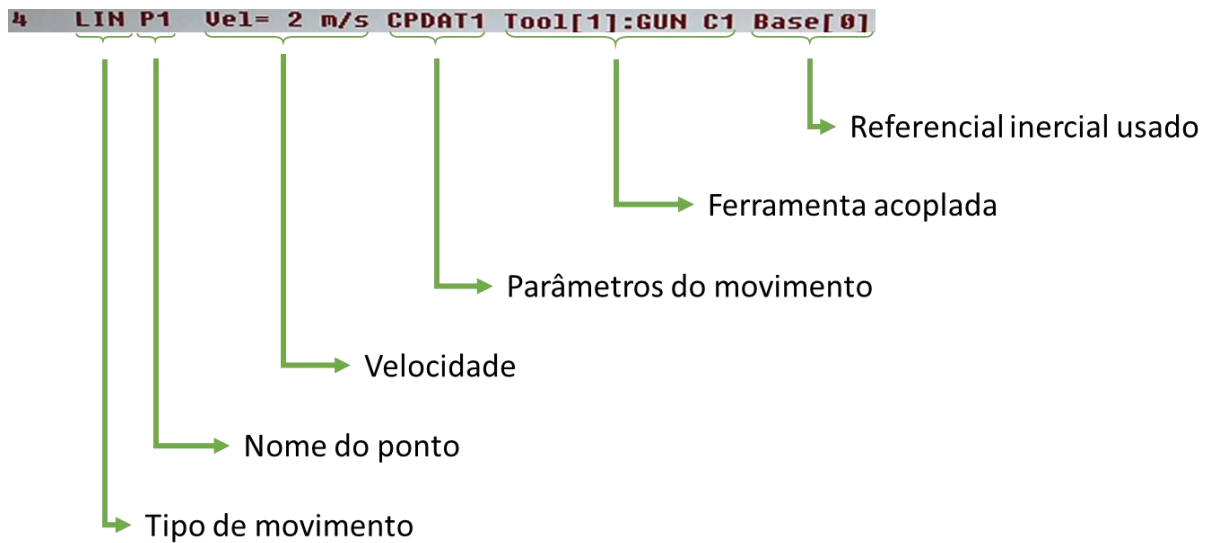 4 LIN P1 Vel= 2 m/s CPDAT1 Tool[1]:GUN C1 Base[0]
Referencial inercial usado
Ferramenta acoplada
Parâmetros do movimento
Velocidade
Nome do ponto
Tipo de movimento